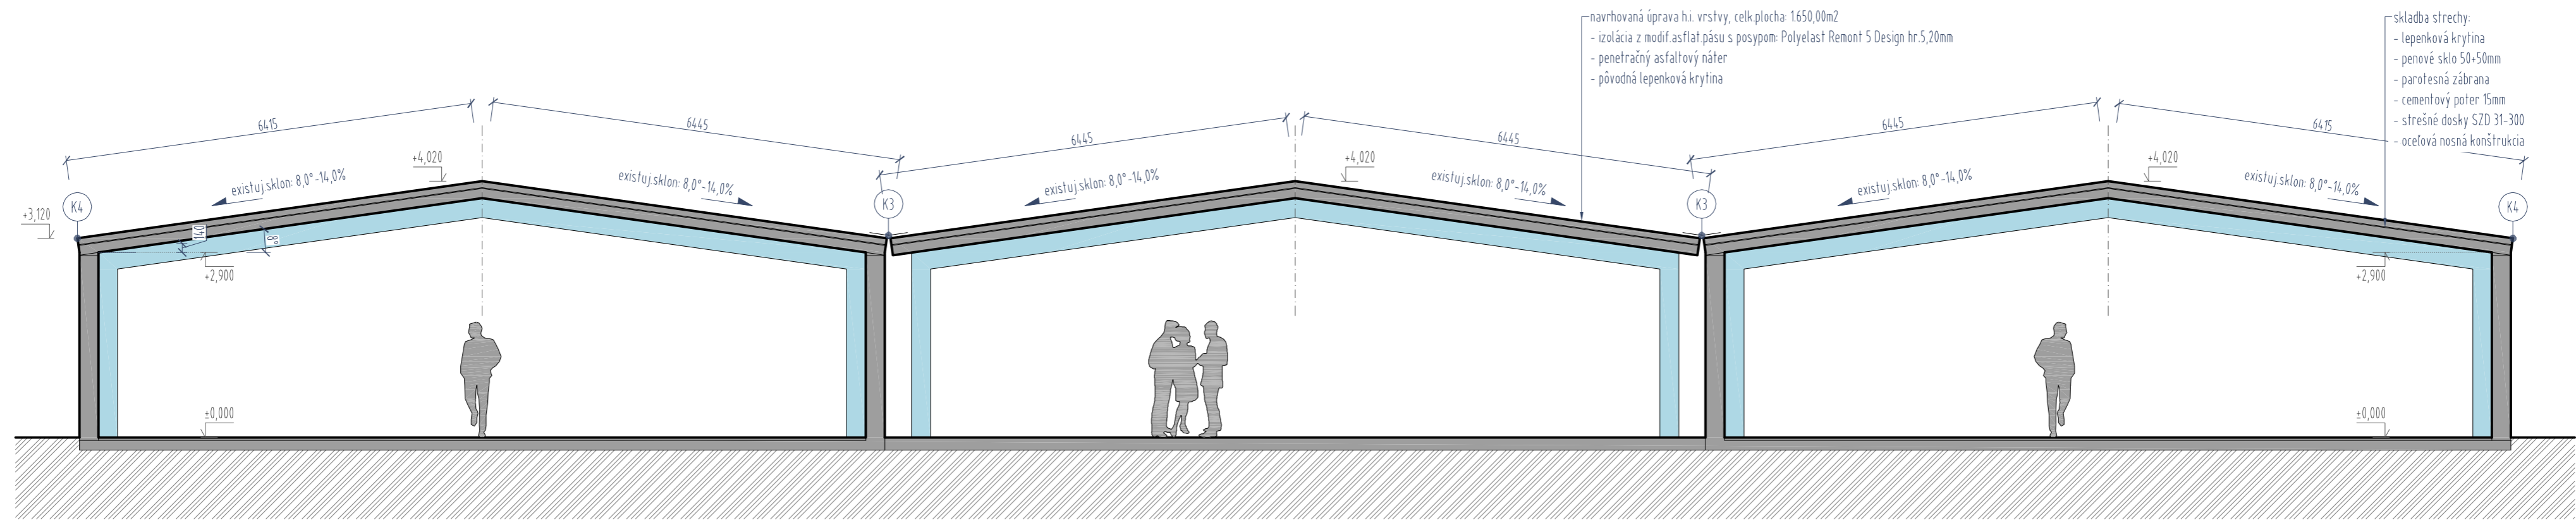 navrhovaná úprava h.i. vrstvy, celk.plocha: 1.650,00m2
- izolácia z modif.asflat.pásu s posypom: Polyelast Remont 5 Design hr.5,20mm
- penetračný asfaltový náter
- pôvodná lepenková krytina
skladba strechy:
- lepenková krytina
- penové sklo 50+50mm
- parotesná zábrana
- cementový poter 15mm
- strešné dosky SZD 31-300
- oceľová nosná konštrukcia
6415
6445
6445
6445
6445
6415
+4,020
+4,020
+4,020
existuj.sklon: 8,0°-14,0%
existuj.sklon: 8,0°-14,0%
existuj.sklon: 8,0°-14,0%
existuj.sklon: 8,0°-14,0%
existuj.sklon: 8,0°-14,0%
existuj.sklon: 8,0°-14,0%
K4
K3
K3
K4
+3,120
140
8°
+2,900
+2,900
±0,000
±0,000